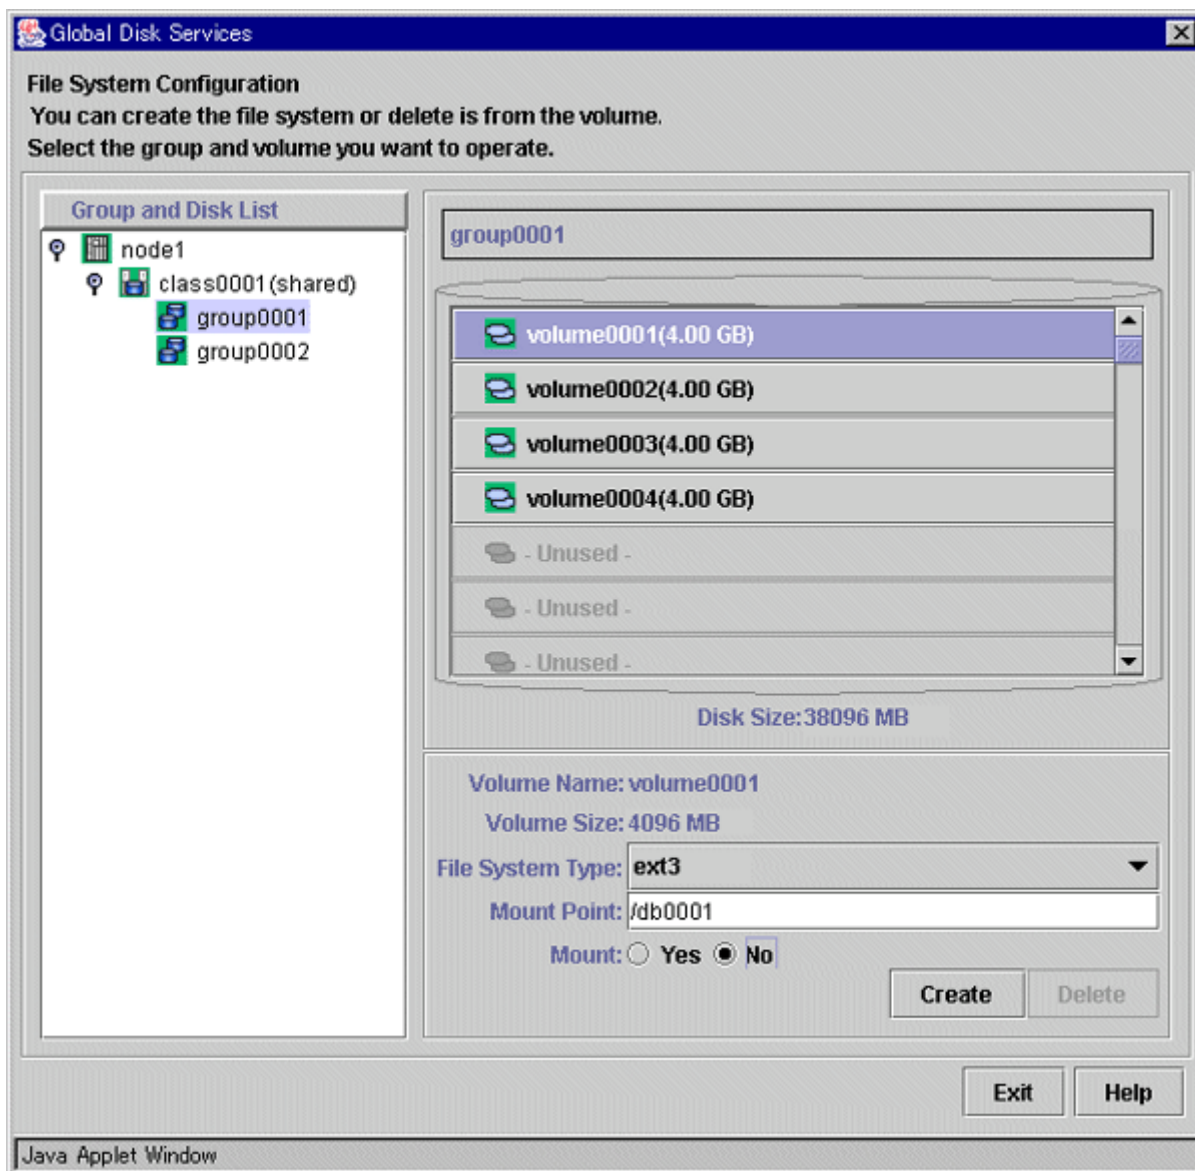 Global Disk Services
File System Configuration
You can create the file system or delete is from the volume.
Select the group and volume you want to operate.
Group and Disk List
node1
class0001(shared)
group0001
group0002
group0001
volume0001(4.00 GB)
volume0002(4.00 GB)
volume0003(4.00 GB)
volume0004(4.00 GB)
- Unused -
- Unused -
- Unused -
Disk Size:38096 MB
Volume Name: volume0001
Volume Size: 4096 MB
File System Type: ext3
Mount Point: /db0001
Mount: Yes No
Create Delete
Exit Help
Java Applet Window